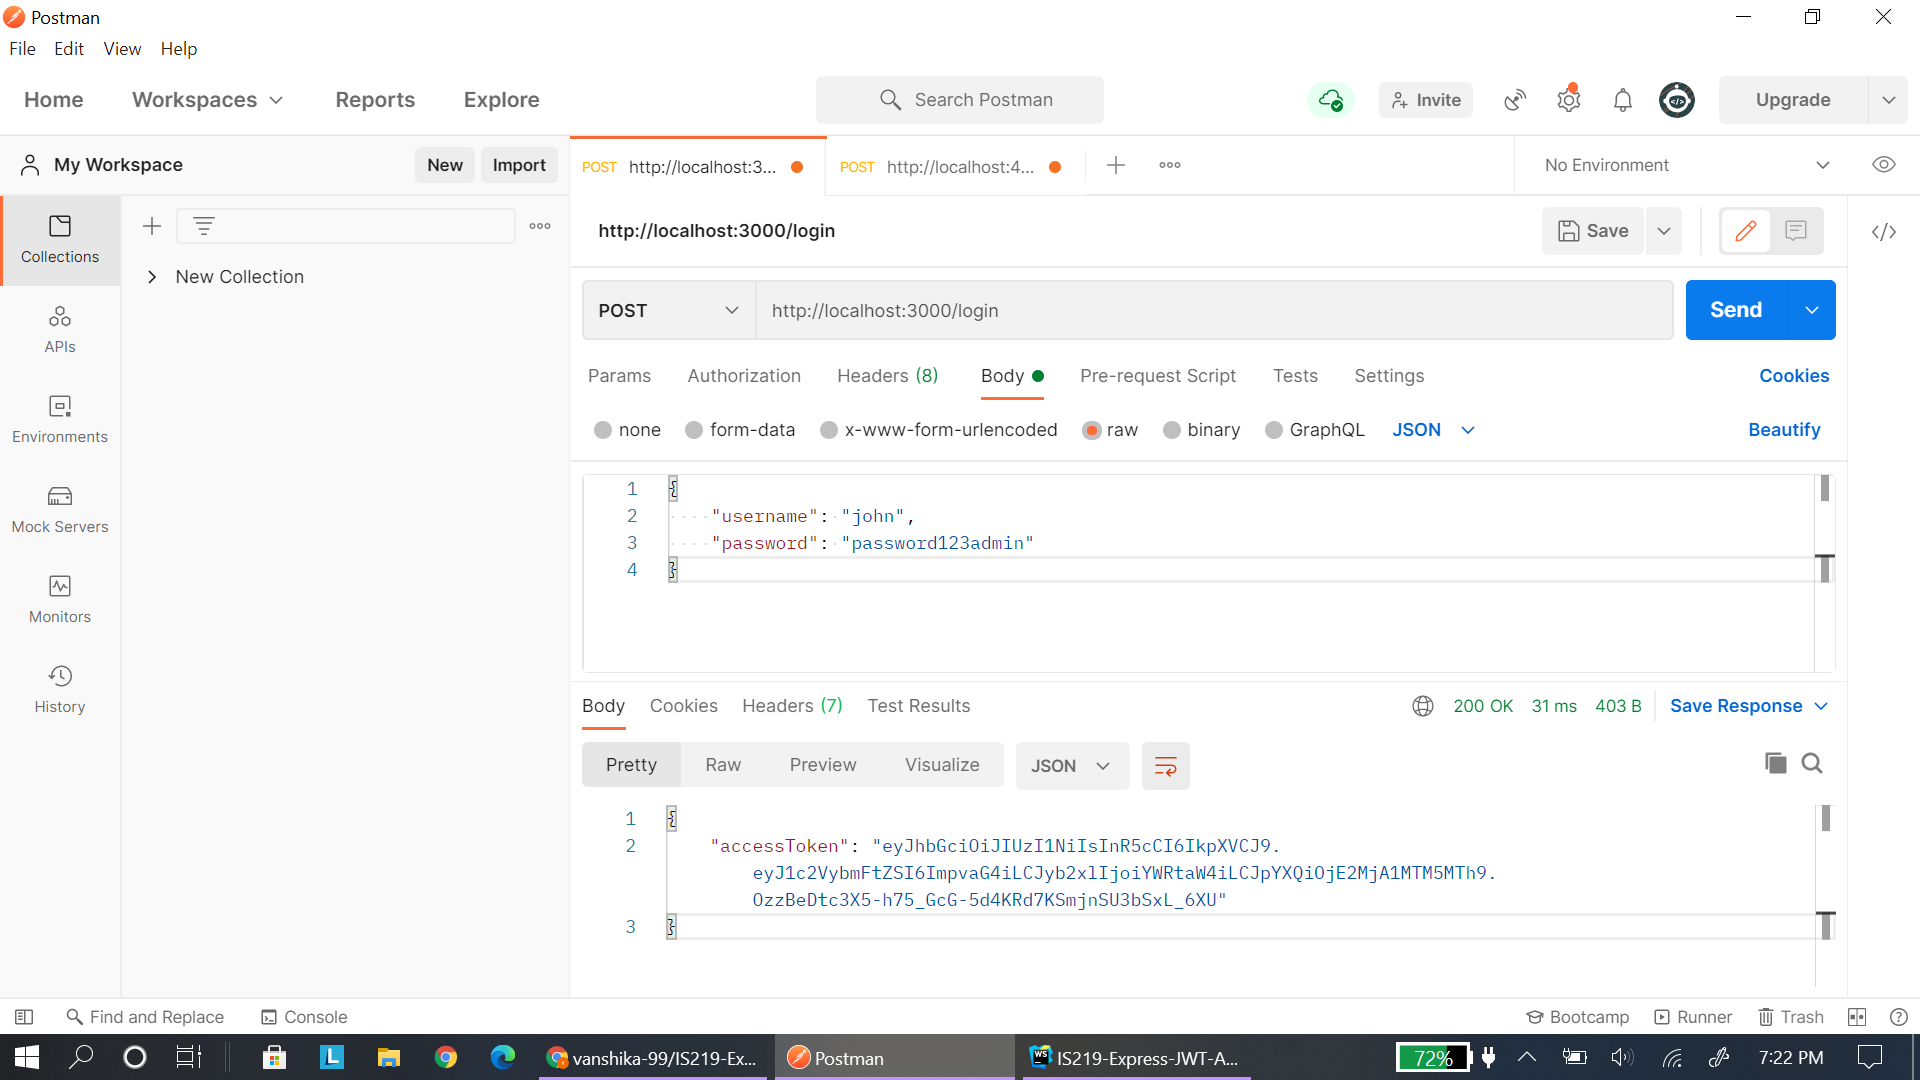 Postman
File Edit View Help
Home Workspaces Reports Explore Search Postman Invite Upgrade
My Workspace New Import POST http://localhost:3... POST http://localhost:4... No Environment
http://localhost:3000/login Save
Collections
New Collection
POST http://localhost:3000/login Send
APIs
Params Authorization Headers (8) Body Pre-request Script Tests Settings Cookies
Environments
none form-data x-www-form-urlencoded raw binary GraphQL JSON Beautify
1 {
2 "username": "john",
Mock Servers
3 "password": "password123admin"
4 }
Monitors
History
Body Cookies Headers (7) Test Results 200 OK 31 ms 403 B Save Response
Pretty Raw Preview Visualize JSON
1 {
2 "accessToken": "eyJhbGciOiJIUzI1NiIsInR5cCI6IkpXVCJ9.
eyJ1c2VybmFtZSI6ImpvaG4iLCJyb2xlIjoiYWRtaW4iLCJpYXQiOjE2MjA1MTM5MTh9.
OzzBeDtc3X5-h75_GcG-5d4KRd7KSmjnSU3bSxL_6XU"
3 }
Find and Replace Console Bootcamp Runner Trash
L vanshika-99/IS219-Ex... Postman WS IS219-Express-JWT-A... 72% 7:22 PM